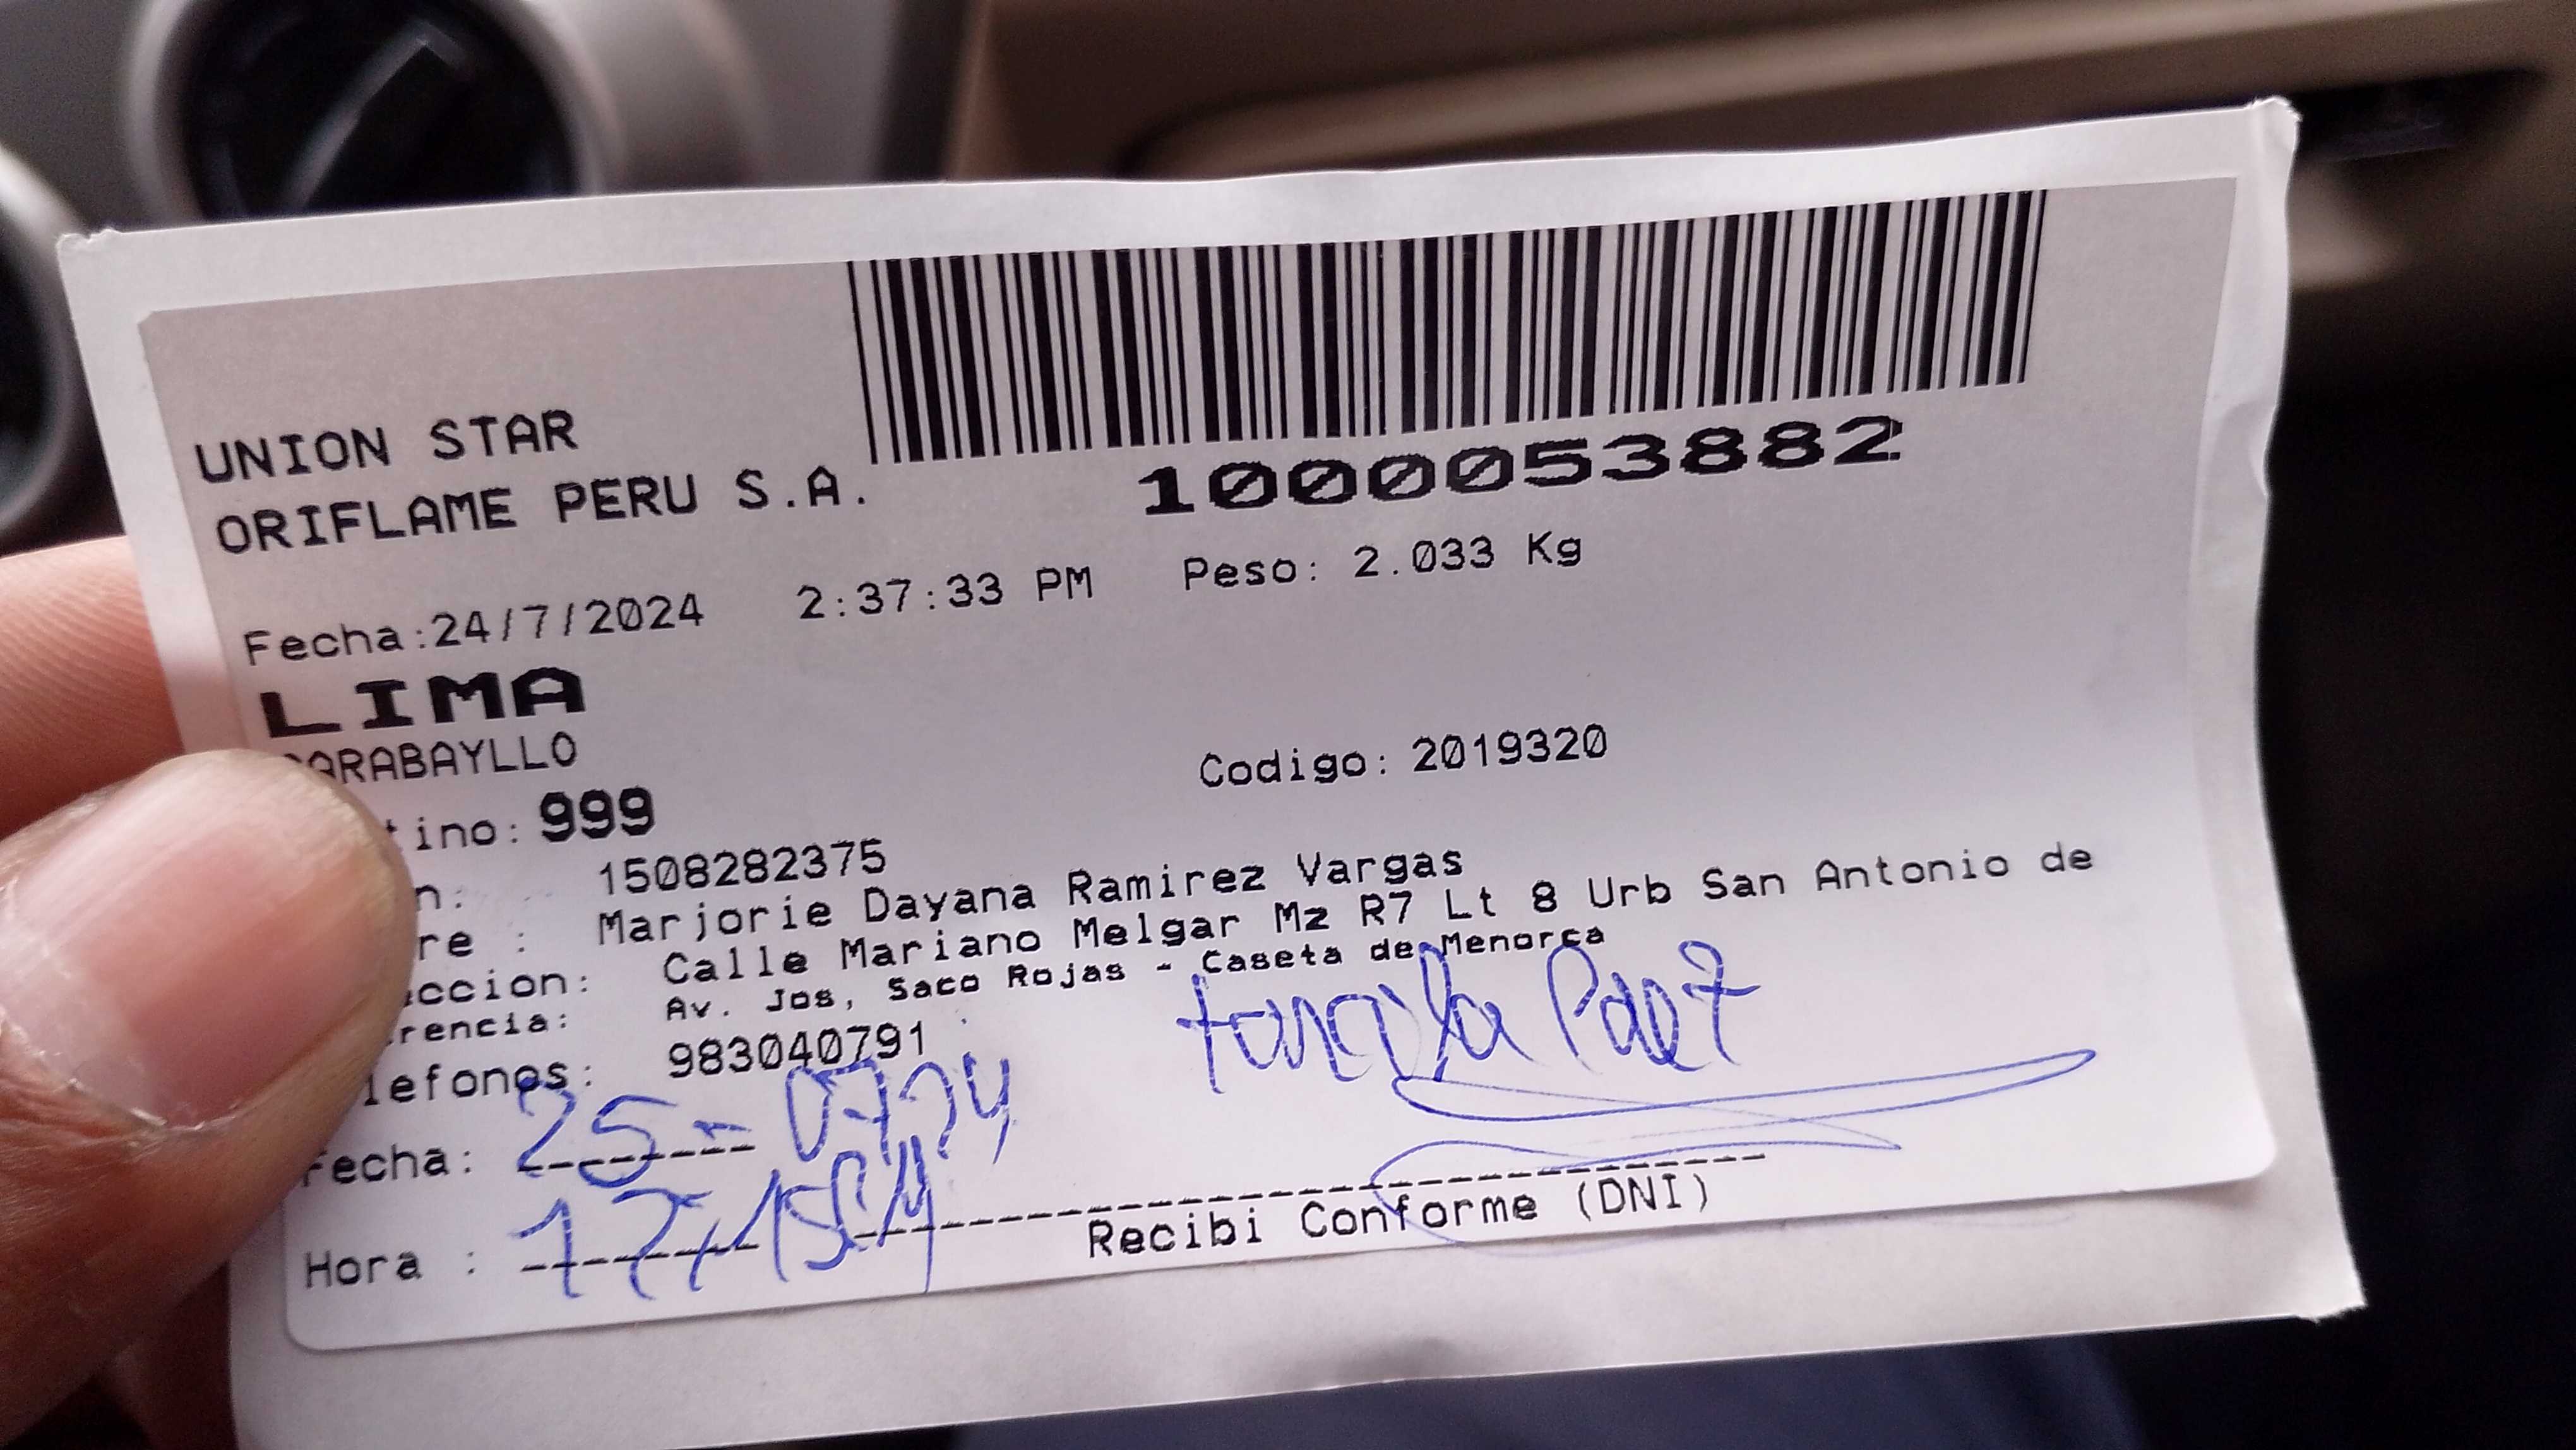 UNION STAR
ORIFLAME PERU S.A.
1000053882
Fecha:24/7/2024 2:37:33 PM Peso: 2.033 Kg
LIMA
ARABAYLLO
Codigo: 2019320
tino: 999
n: 1508282375
re : Marjorie Dayana Ramirez Vargas
eccion: Calle Mariano Melgar Mz R7 Lt 8 Urb San Antonio de
rencia: Av. Jos, Saco Rojas - Caseta de Menorca
lefonos: 983040791
Fecha: 25-07-24
Hora : 12:15PM
Recibi Conforme (DNI)